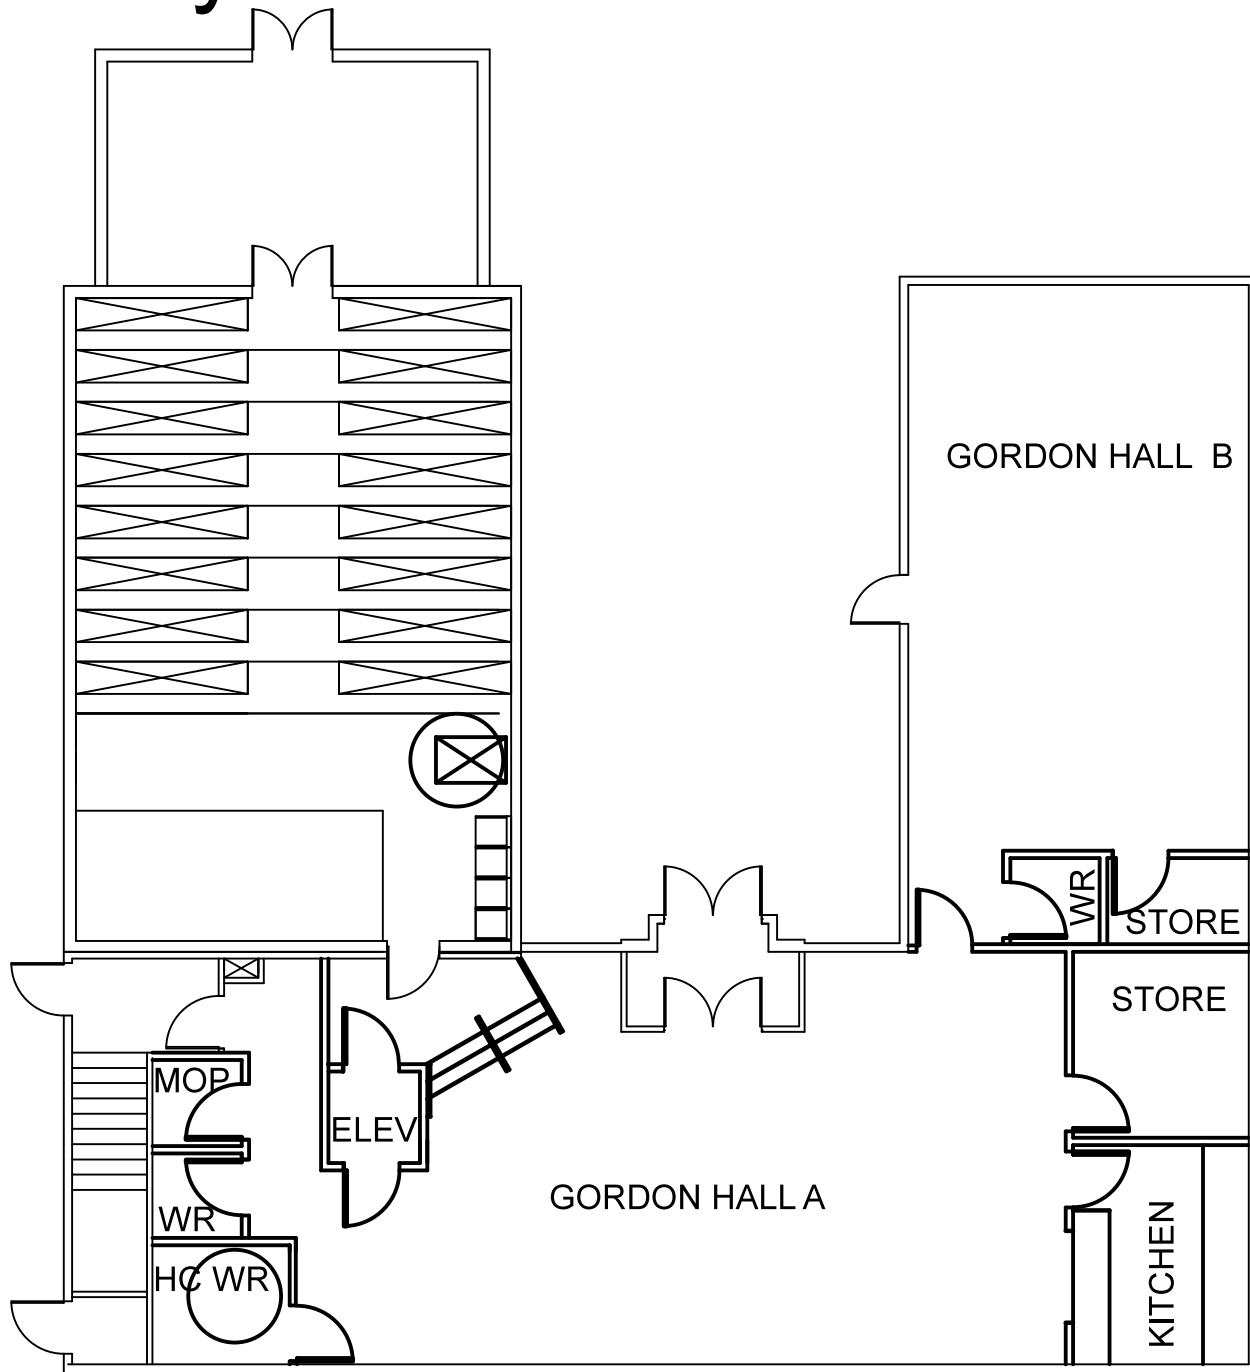 GORDON HALL B
WR
STORE
STORE
MOP
ELEV
GORDON HALL A
WR
HC WR
KITCHEN